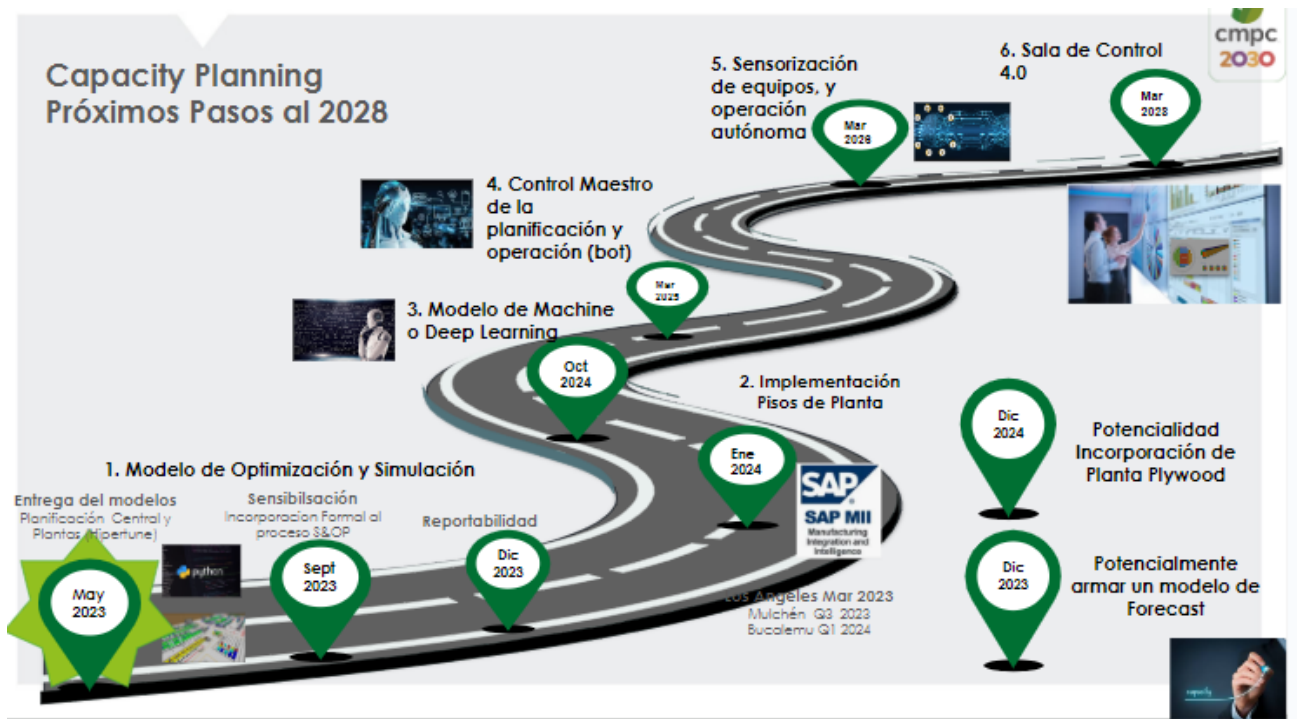 cmpc
2030
Capacity Planning
Próximos Pasos al 2028
6. Sala de Control
4.0
Mar
2028
5. Sensorización
de equipos, y
operación
autónoma
Mar
2026
4. Control Maestro
de la
planificación y
operación (bot)
Mar
2025
3. Modelo de Machine
o Deep Learning
Oct
2024
2. Implementación
Pisos de Planta
Ene
2024
SAP
SAP MII
Manufacturing
Integration and
Intelligence
Los Angeles Mar 2023
Mulchén Q3 2023
Bucalemu Q1 2024
1. Modelo de Optimización y Simulación
Entrega del modelos
Planificación Central y
Plantas (Hipertune)
May
2023
python
Sensibilsación
Incorporacion Formal al
proceso S&OP
Sept
2023
Reportabilidad
Dic
2023
Dic
2024
Potencialidad
Incorporación de
Planta Plywood
Dic
2023
Potencialmente
armar un modelo de
Forecast
capacity